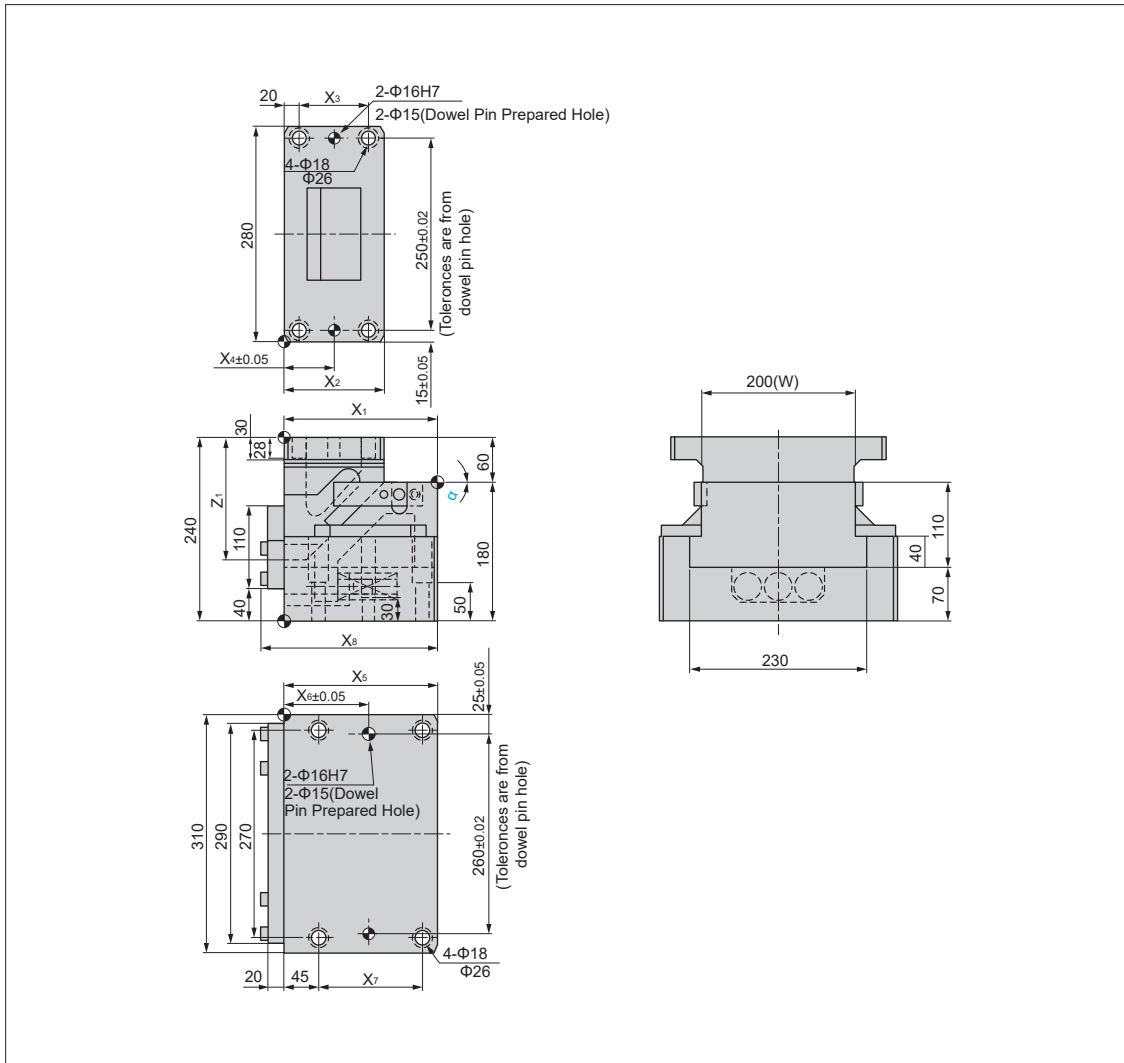 20
X3
2-Φ16H7
2-Φ15(Dowel Pin Prepared Hole)
4-Φ18
Φ26
280
250±0.02
(Toleronces are from
dowel pin hole)
X4±0.05
X2
15±0.05
X1
30
28
Z1
240
110
40
60
α
180
50
30
X8
200(W)
110
40
70
230
X5
X6±0.05
25±0.05
2-Φ16H7
2-Φ15(Dowel
Pin Prepared Hole)
310
290
270
260±0.02
(Toleronces are from
dowel pin hole)
4-Φ18
Φ26
20
45
X7